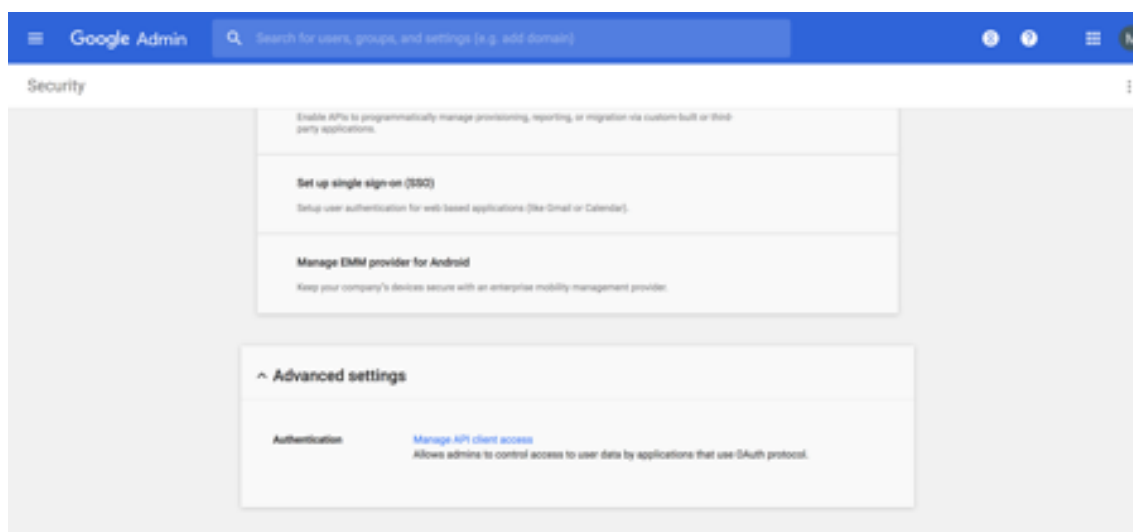 Google Admin
Search for users, groups, and settings (e.g. add domain)
Security
Enable APIs to programmatically manage provisioning, reporting, or migration via custom-built or third-
party applications.
Set up single sign-on (SSO)
Setup user authentication for web based applications (like Gmail or Calendar).
Manage EMM provider for Android
Keep your company's devices secure with an enterprise mobility management provider.
Advanced settings
Authentication
Manage API client access
Allows admins to control access to user data by applications that use OAuth protocol.